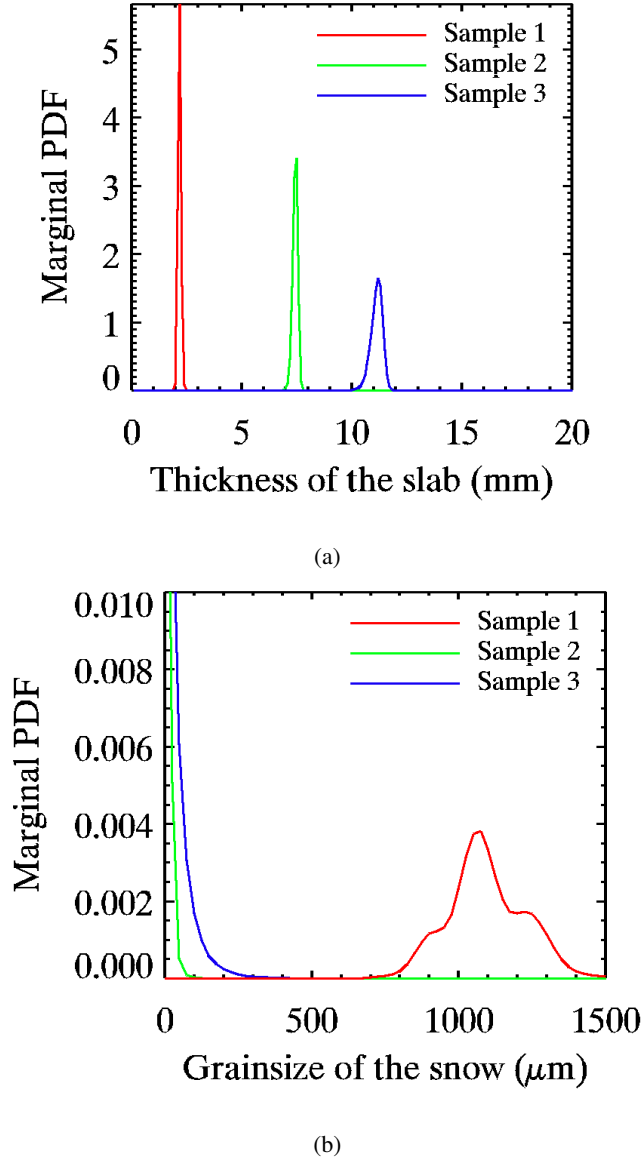 Marginal PDF
5
4
3
2
1
0
Sample 1
Sample 2
Sample 3
0 5 10 15 20
Thickness of the slab (mm)
(a)
Marginal PDF
0.010
0.008
0.006
0.004
0.002
0.000
Sample 1
Sample 2
Sample 3
0 500 1000 1500
Grainsize of the snow (μm)
(b)